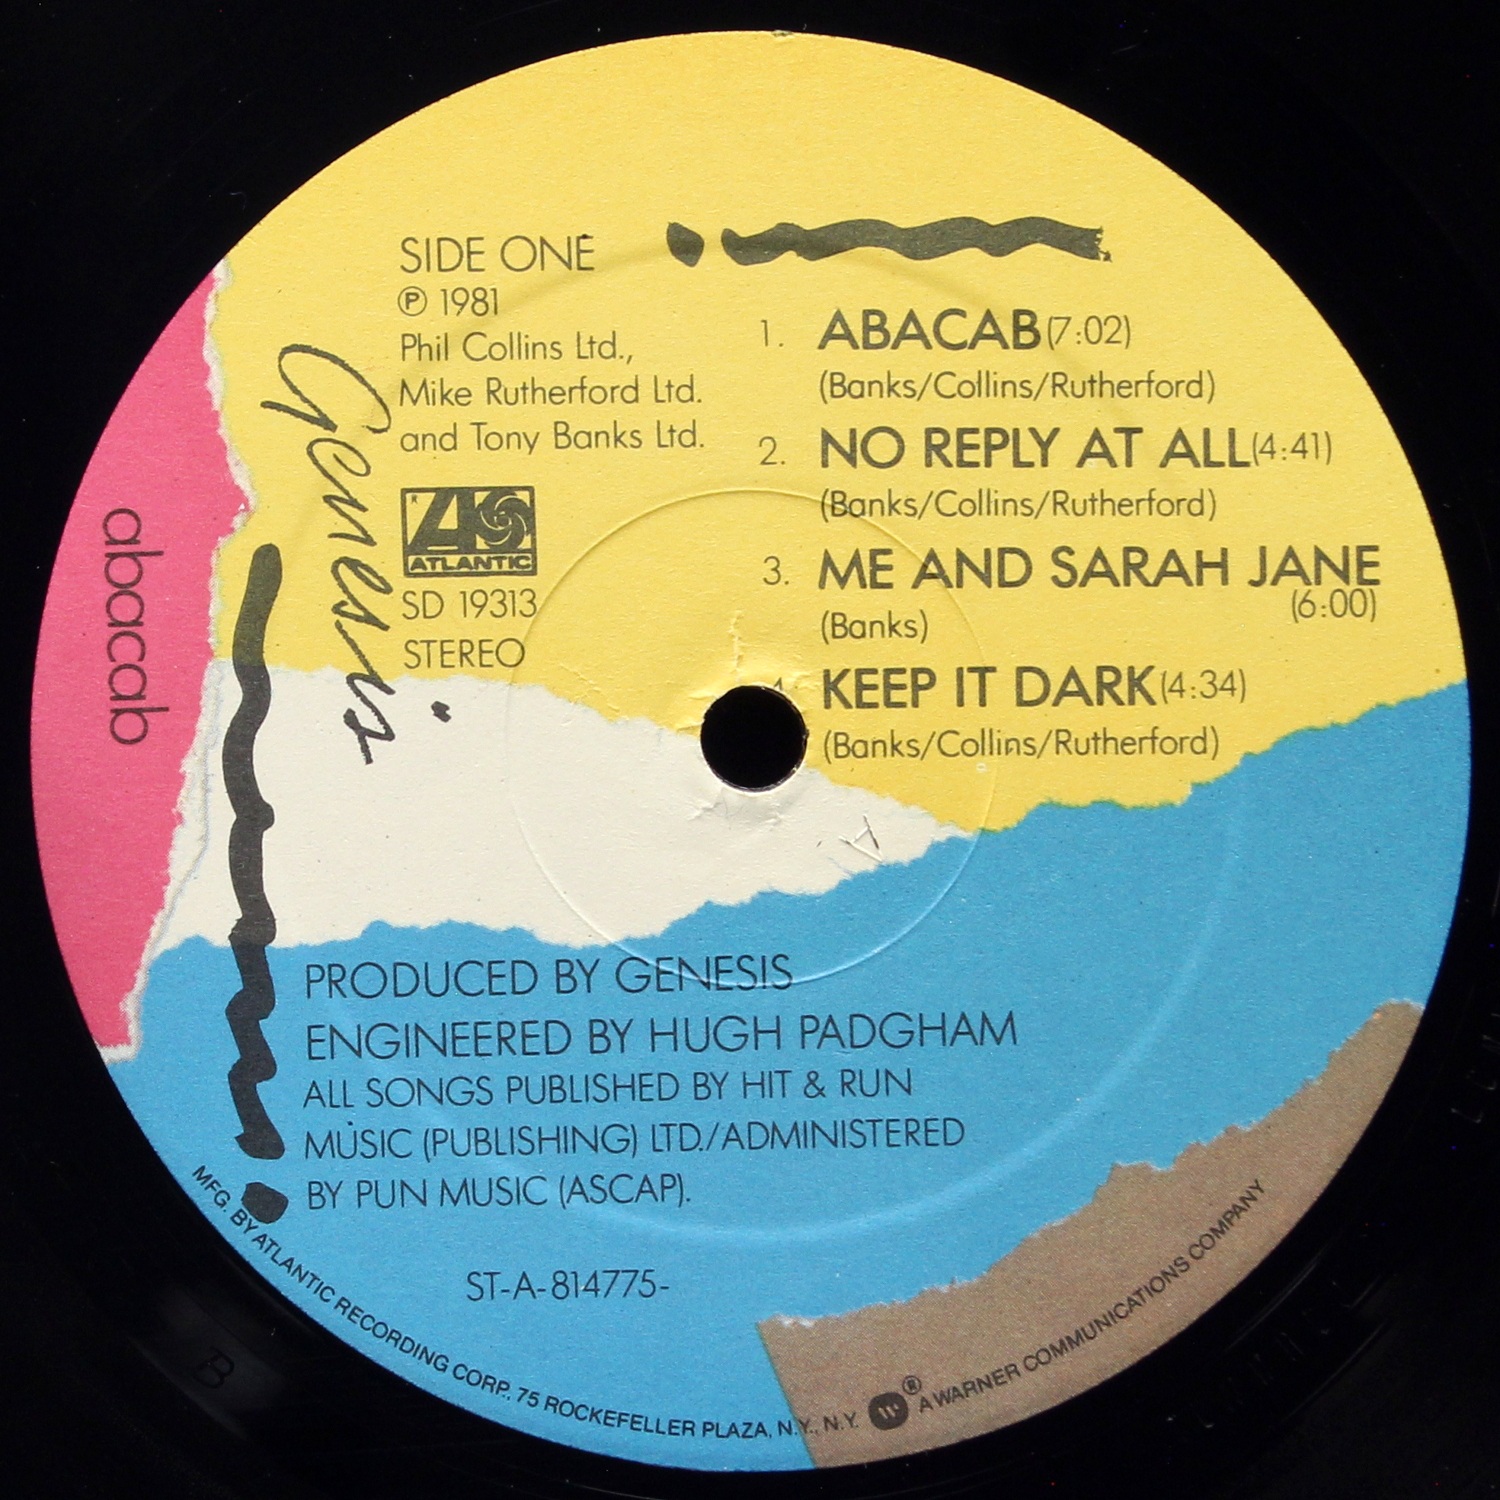 SIDE ONE
Ⓟ 1981
Phil Collins Ltd.,
Mike Rutherford Ltd.
and Tony Banks Ltd.
ATLANTIC
SD 19313
STEREO
Genesis
abacab
1. ABACAB (7:02)
(Banks/Collins/Rutherford)
2. NO REPLY AT ALL (4:41)
(Banks/Collins/Rutherford)
3. ME AND SARAH JANE
(6:00)
(Banks)
4. KEEP IT DARK (4:34)
(Banks/Collins/Rutherford)
A
PRODUCED BY GENESIS
ENGINEERED BY HUGH PADGHAM
ALL SONGS PUBLISHED BY HIT & RUN
MUSIC (PUBLISHING) LTD./ADMINISTERED
BY PUN MUSIC (ASCAP).
ST-A-814775-
MFG. BY ATLANTIC RECORDING CORP., 75 ROCKEFELLER PLAZA, N.Y., N.Y. ® A WARNER COMMUNICATIONS COMPANY
B